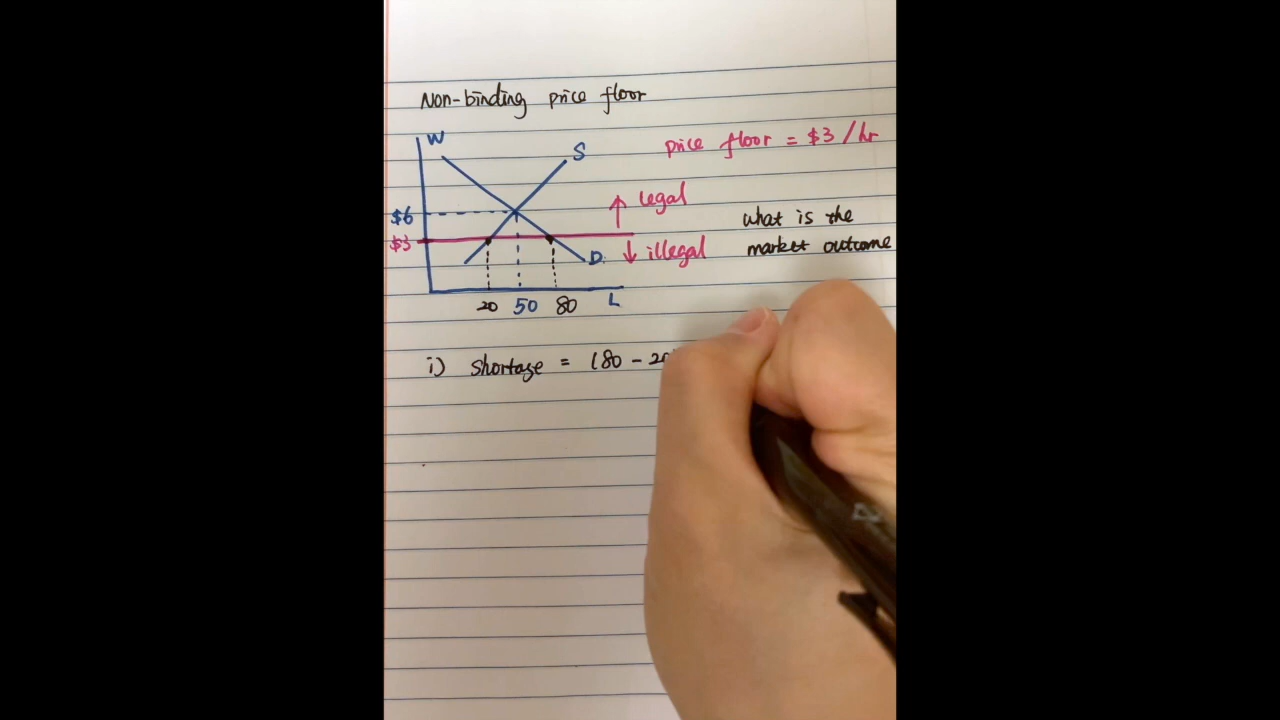 Non-binding price floor
W
S
price floor = $3 /hr
↑ Legal
$6
what is the
$3
↓ illegal
market outcome
D
20 50 80 L
i) shortage = (80 - 20